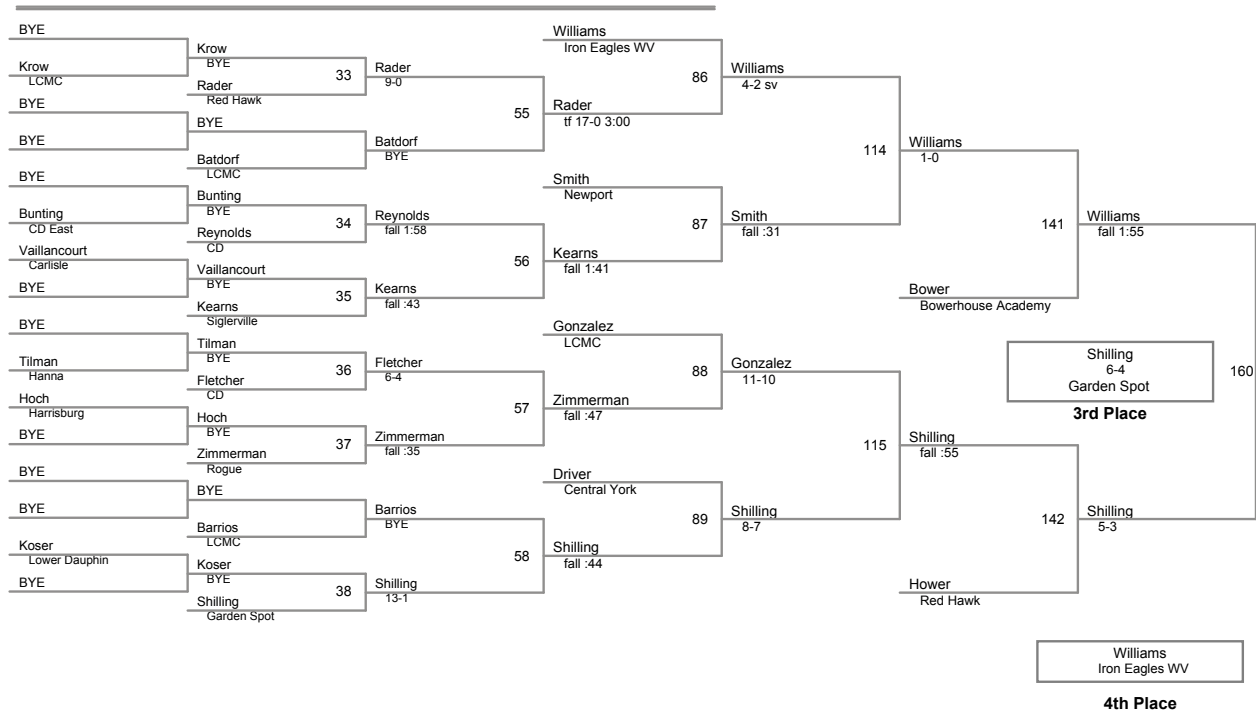 BYE
Krow
LCMC
BYE
BYE
BYE
Bunting
CD East
Vaillancourt
Carlisle
BYE
BYE
Tilman
Hanna
Hoch
Harrisburg
BYE
BYE
BYE
Koser
Lower Dauphin
BYE
Krow
BYE
33
Rader
Red Hawk
BYE
Batdorf
LCMC
Bunting
BYE
34
Reynolds
CD
Vaillancourt
BYE
35
Kearns
Siglerville
Tilman
BYE
36
Fletcher
CD
Hoch
BYE
37
Zimmerman
Rogue
BYE
Barrios
LCMC
Koser
BYE
38
Shilling
Garden Spot
Rader
9-0
55
Batdorf
BYE
Reynolds
fall 1:58
56
Kearns
fall :43
Fletcher
6-4
57
Zimmerman
fall :35
Barrios
BYE
58
Shilling
13-1
Williams
Iron Eagles WV
86
Rader
tf 17-0 3:00
Smith
Newport
87
Kearns
fall 1:41
Gonzalez
LCMC
88
Zimmerman
fall :47
Driver
Central York
89
Shilling
fall :44
Williams
4-2 sv
114
Smith
fall :31
Gonzalez
11-10
115
Shilling
8-7
Williams
1-0
141
Bower
Bowerhouse Academy
Shilling
fall :55
142
Hower
Red Hawk
Williams
fall 1:55
160
Shilling
5-3
Shilling
6-4
Garden Spot
3rd Place
Williams
Iron Eagles WV
4th Place